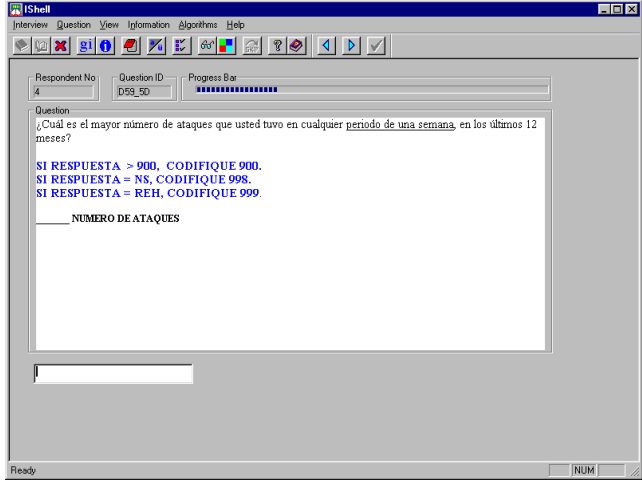 IShell
Interview Question View Information Algorithms Help
Respondent No
Question ID
Progress Bar
4
D59_5D
Question
¿Cuál es el mayor número de ataques que usted tuvo en cualquier periodo de una semana, en los últimos 12
meses?
SI RESPUESTA > 900, CODIFIQUE 900.
SI RESPUESTA = NS, CODIFIQUE 998.
SI RESPUESTA = REH, CODIFIQUE 999.
______ NUMERO DE ATAQUES
Ready
NUM